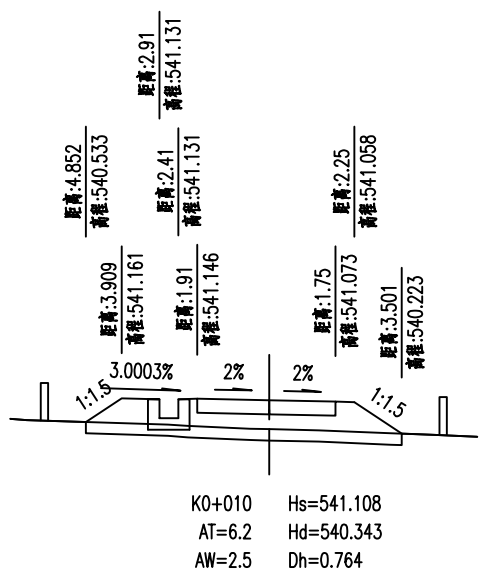 距离:2.91
高程:541.131
距离:4.852
高程:540.533
距离:2.41
高程:541.131
距离:2.25
高程:541.058
距离:3.909
高程:541.161
距离:1.91
高程:541.146
距离:1.75
高程:541.073
距离:3.501
高程:540.223
1:1.5
3.0003%
2%
2%
1:1.5
K0+010 Hs=541.108
AT=6.2 Hd=540.343
AW=2.5 Dh=0.764